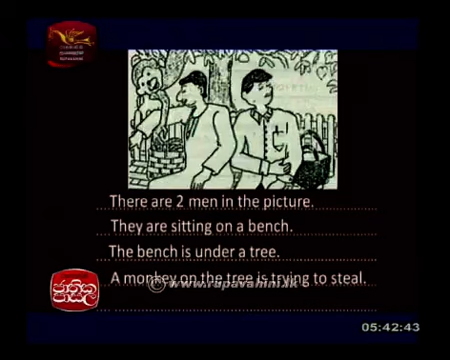 There are 2 men in the picture.
They are sitting on a bench.
The bench is under a tree.
A monkey on the tree is trying to steal.
© www.rupavahini.lk
ජාතික
පාසල
05:42:43